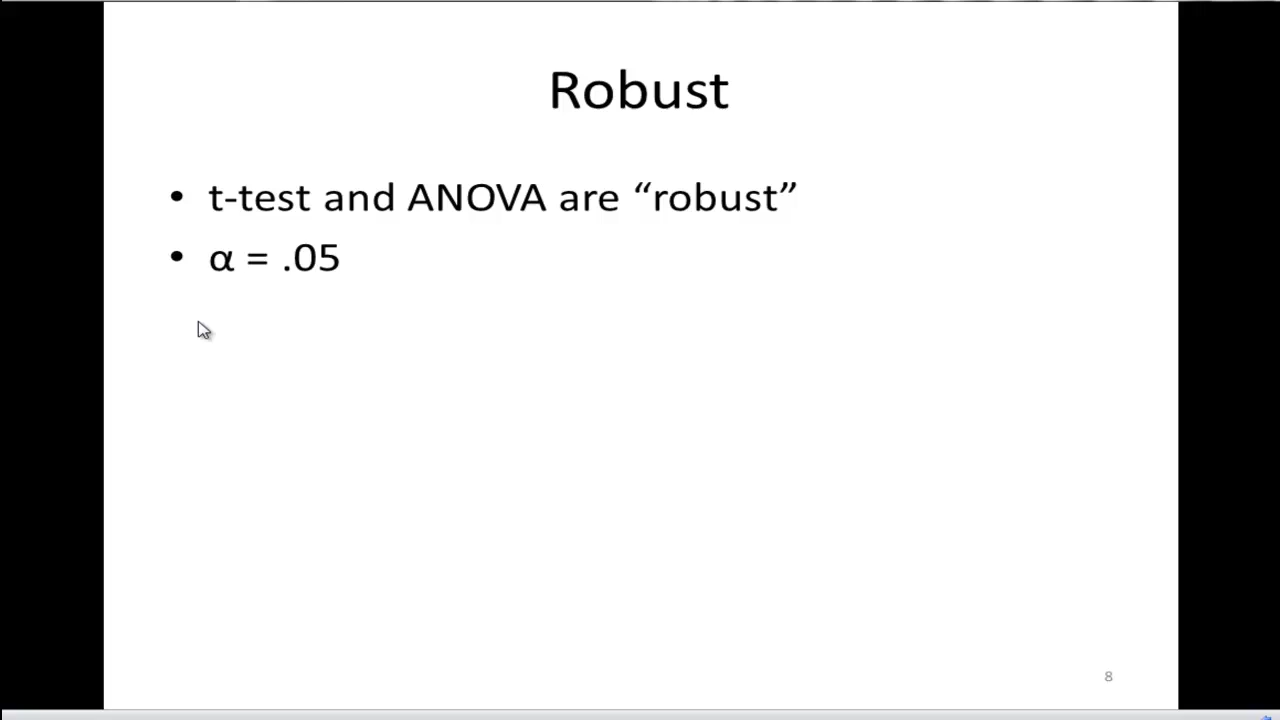 Robust
• t-test and ANOVA are “robust”
• α = .05
8